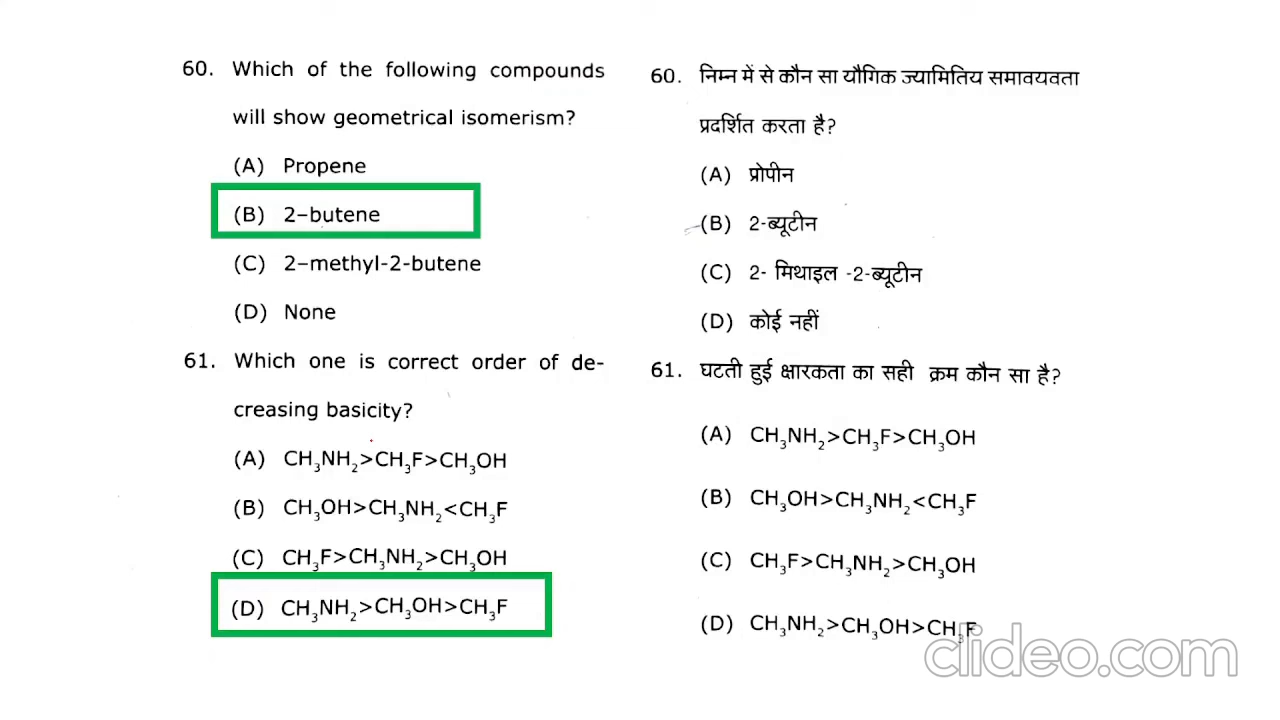 60. Which of the following compounds
will show geometrical isomerism?
(A) Propene
(B) 2–butene
(C) 2–methyl-2-butene
(D) None
61. Which one is correct order of de-
creasing basicity?
(A) CH₃NH₂>CH₃F>CH₃OH
(B) CH₃OH>CH₃NH₂<CH₃F
(C) CH₃F>CH₃NH₂>CH₃OH
(D) CH₃NH₂>CH₃OH>CH₃F
60. निम्न में से कौन सा यौगिक ज्यामितिय समावयवता
प्रदर्शित करता है?
(A) प्रोपीन
(B) 2-ब्यूटीन
(C) 2- मिथाइल -2-ब्यूटीन
(D) कोई नहीं
61. घटती हुई क्षारकता का सही क्रम कौन सा है?
(A) CH₃NH₂>CH₃F>CH₃OH
(B) CH₃OH>CH₃NH₂<CH₃F
(C) CH₃F>CH₃NH₂>CH₃OH
(D) CH₃NH₂>CH₃OH>CH₃F
clideo.com